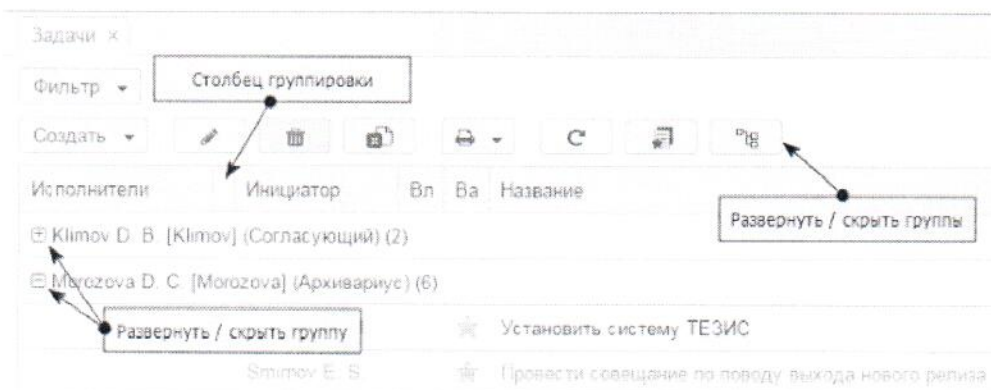 Задачи ×
Фильтр
Столбец группировки
Создать
Исполнители Инициатор Вл Ва Название
Развернуть / скрыть группы
Klimov D. B. [Klimov] (Согласующий) (2)
Morozova D. C. [Morozova] (Архивариус) (6)
Развернуть / скрыть группу
Установить систему ТЕЗИС
Smirnov E. S. Провести совещание по поводу выхода нового релиза